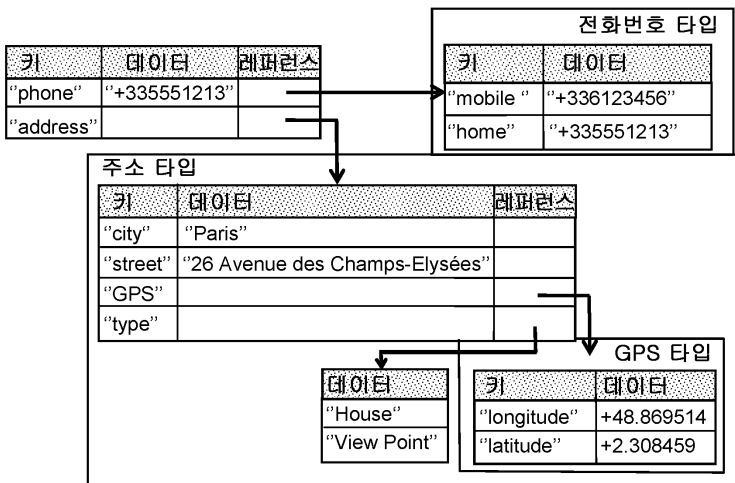 전화번호 타입
키 데이터 레퍼런스
"phone" "+335551213"
"address"
키 데이터
"mobile " "+336123456"
"home" "+335551213"
주소 타입
키 데이터 레퍼런스
"city" "Paris"
"street" "26 Avenue des Champs-Elysées"
"GPS"
"type"
GPS 타입
데이터
"House"
"View Point"
키 데이터
"longitude" +48.869514
"latitude" +2.308459